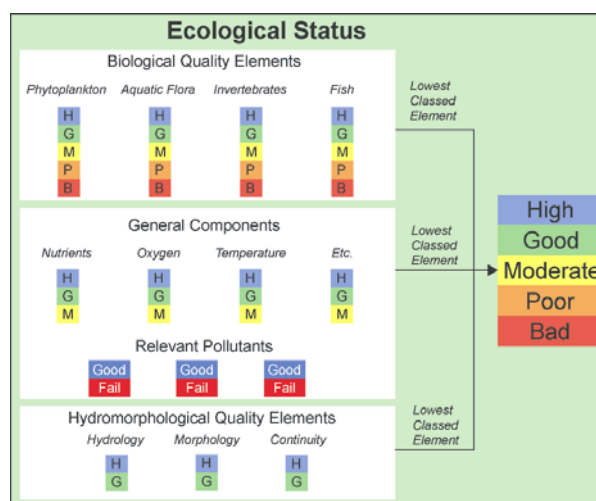 Ecological Status
Biological Quality Elements
Phytoplankton Aquatic Flora Invertebrates Fish
H H H H
G G G G
M M M M
P P P P
B B B B
Lowest
Classed
Element
General Components
Nutrients Oxygen Temperature Etc.
H H H H
G G G G
M M M M
Lowest
Classed
Element
Relevant Pollutants
Good Good Good
Fail Fail Fail
Hydromorphological Quality Elements
Hydrology Morphology Continuity
H H H
G G G
Lowest
Classed
Element
High
Good
Moderate
Poor
Bad